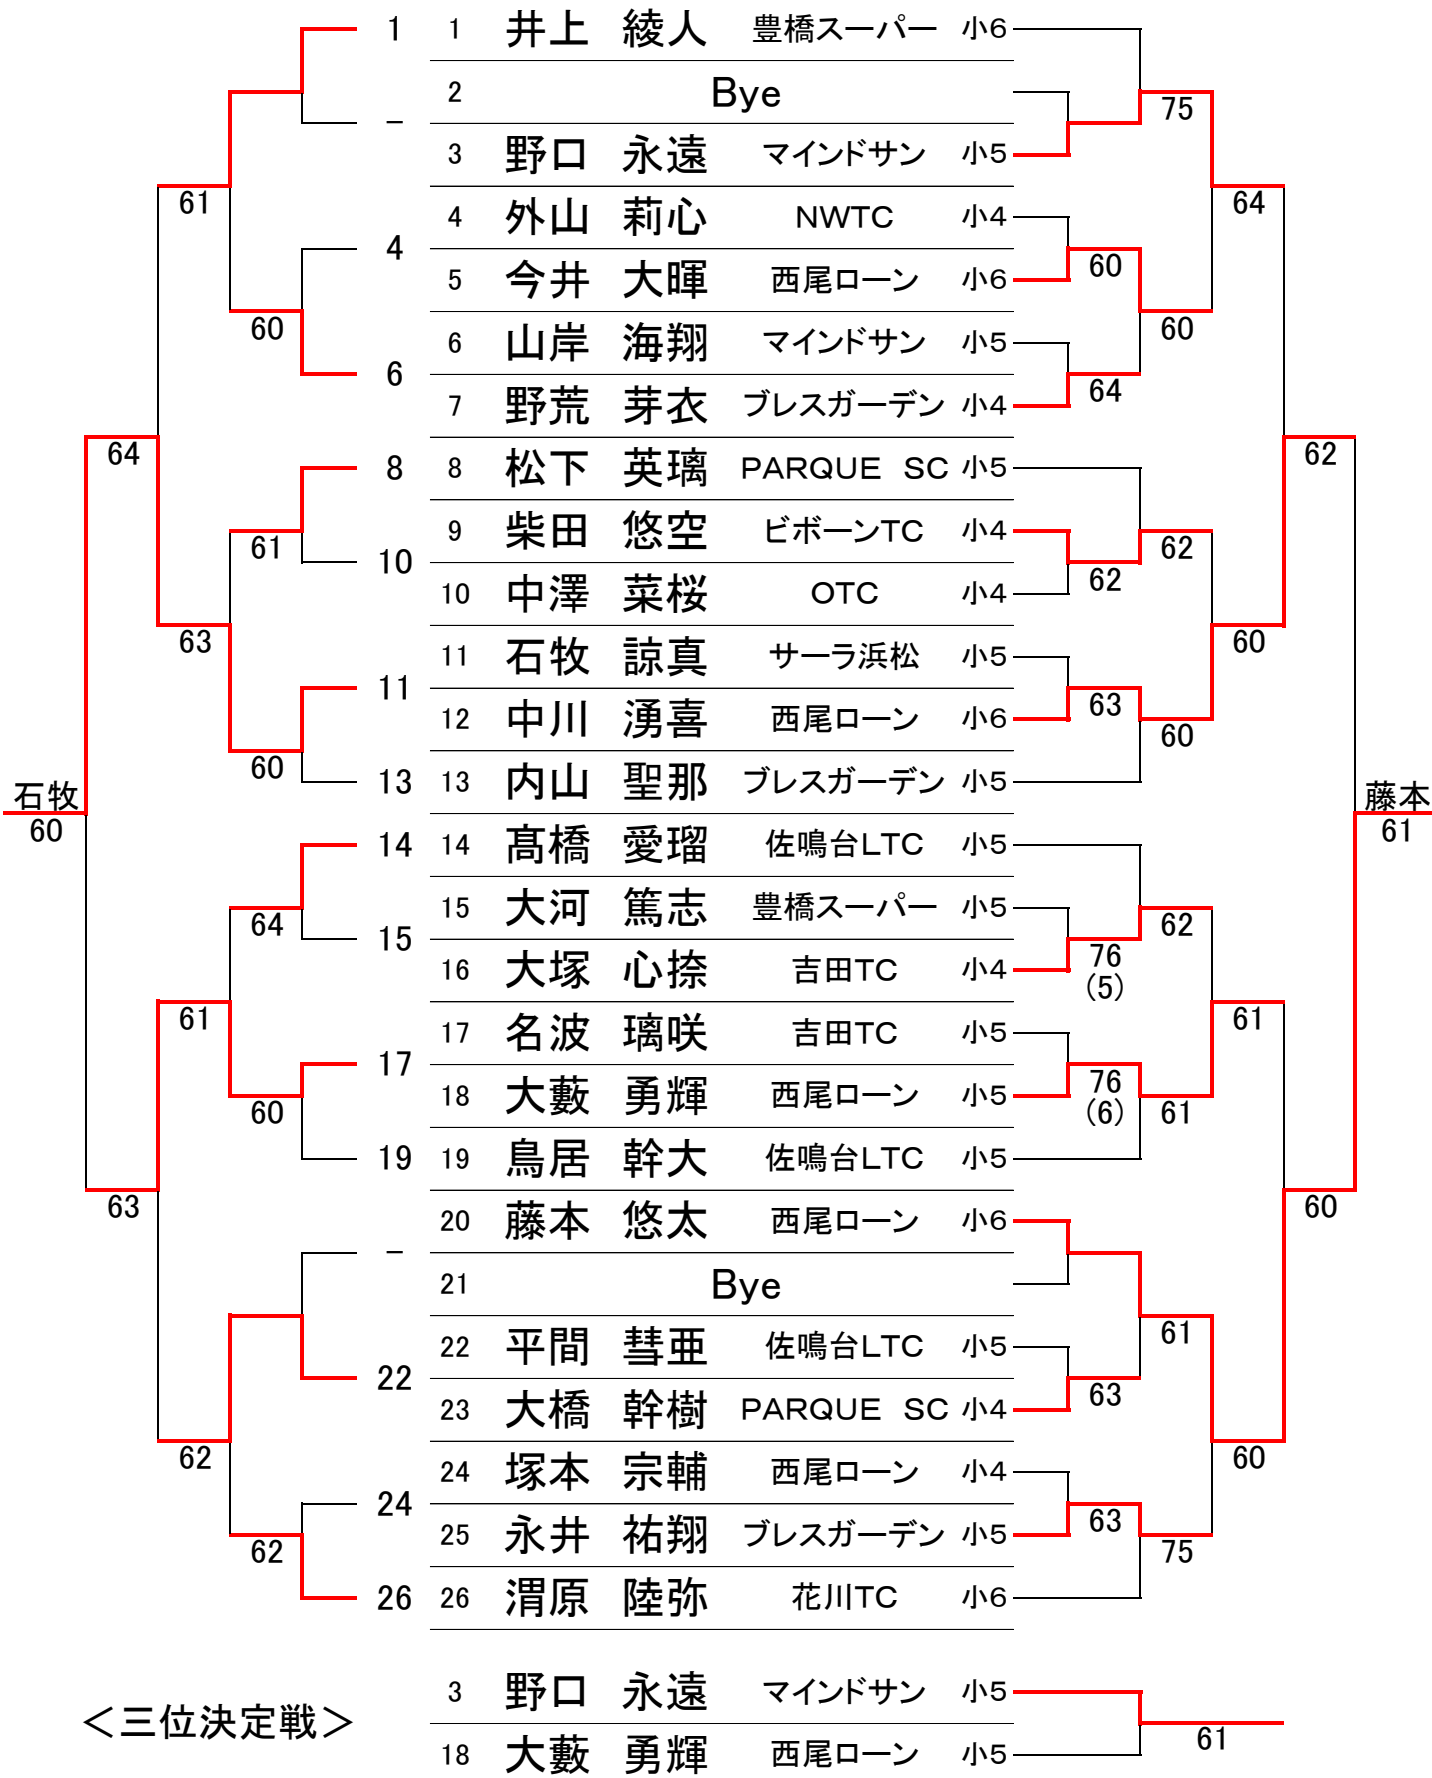 1 1 井上 綾人 豊橋スーパー 小6
2 Bye
– 75
3 野口 永遠 マインドサン 小5
61 64
4 外山 莉心 NWTC 小4
4
5 今井 大暉 西尾ローン 小6 60
60 60
6 山岸 海翔 マインドサン 小5
6
7 野荒 芽衣 ブレスガーデン 小4 64
64 62
8 8 松下 英璃 PARQUE SC 小5
9 柴田 悠空 ビボーンTC 小4
61 62
10 62
10 中澤 菜桜 OTC 小4
63 60
11 石牧 諒真 サーラ浜松 小5
11 63
12 中川 湧喜 西尾ローン 小6
60 60
13 13 内山 聖那 ブレスガーデン 小5
石牧 藤本
60 61
14 14 髙橋 愛瑠 佐鳴台LTC 小5
15 大河 篤志 豊橋スーパー 小5
64 62
15 76
16 大塚 心捺 吉田TC 小4 (5)
61 61
17 名波 璃咲 吉田TC 小5
17 76
18 大藪 勇輝 西尾ローン 小5 (6)
60 61
19 19 鳥居 幹大 佐鳴台LTC 小5
63 60
20 藤本 悠太 西尾ローン 小6
–
21 Bye
61
22 平間 彗亜 佐鳴台LTC 小5
22 63
23 大橋 幹樹 PARQUE SC 小4
62 60
24 塚本 宗輔 西尾ローン 小4
24 63
25 永井 祐翔 ブレスガーデン 小5
62 75
26 26 渭原 陸弥 花川TC 小6
3 野口 永遠 マインドサン 小5
<三位決定戦> 61
18 大藪 勇輝 西尾ローン 小5